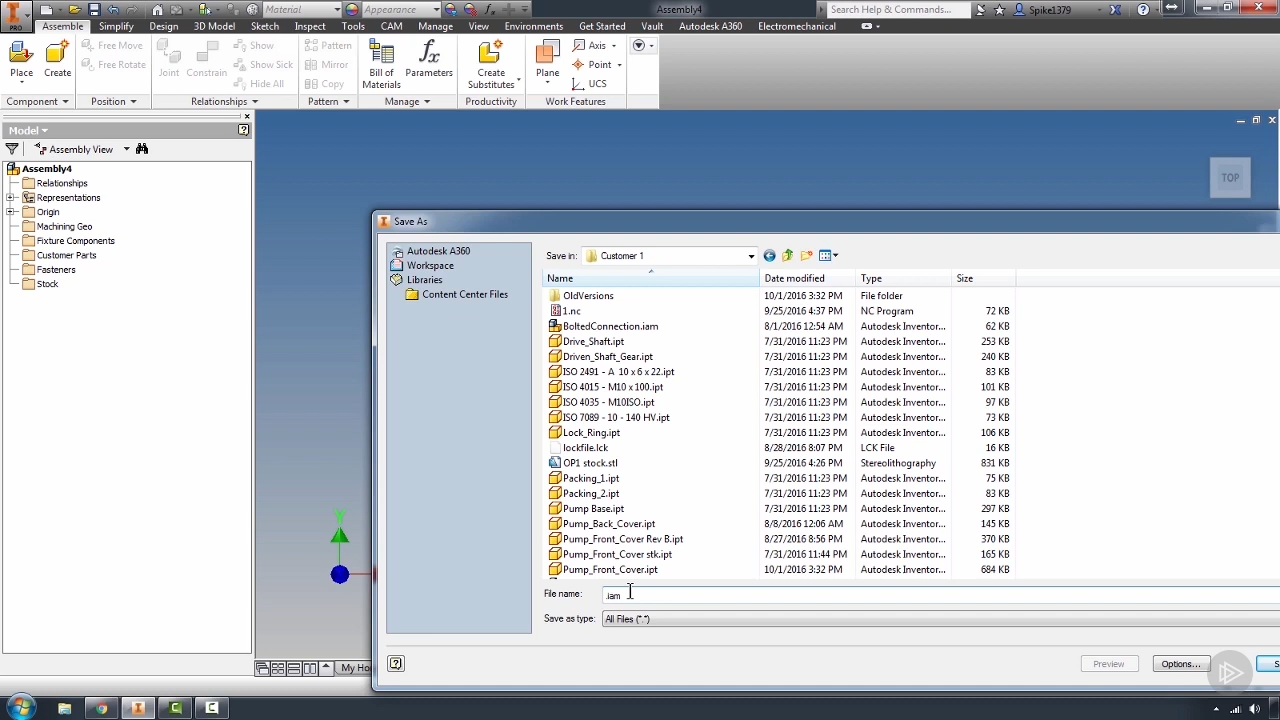 Material Appearance Assembly4 Search Help & Commands... Spike1379
PRO Assemble Simplify Design 3D Model Sketch Inspect Tools CAM Manage View Environments Get Started Vault Autodesk A360 Electromechanical
Free Move Show Pattern Axis
Free Rotate Show Sick Mirror Point
Hide All Copy UCS
Place Create Joint Constrain Bill of Materials Parameters Create Substitutes Plane
Component Position Relationships Pattern Manage Productivity Work Features
Model
Assembly View
Assembly4
Relationships
Representations
Origin
Machining Geo
Fixture Components
Customer Parts
Fasteners
Stock
TOP
Y
Save As
Autodesk A360
Workspace
Libraries
Content Center Files
Save in: Customer 1
Name Date modified Type Size
OldVersions 10/1/2016 3:32 PM File folder
1.nc 9/25/2016 4:37 PM NC Program 72 KB
BoltedConnection.iam 8/1/2016 12:54 AM Autodesk Inventor... 62 KB
Drive_Shaft.ipt 7/31/2016 11:23 PM Autodesk Inventor... 253 KB
Driven_Shaft_Gear.ipt 7/31/2016 11:23 PM Autodesk Inventor... 240 KB
ISO 2491 - A 10 x 6 x 22.ipt 7/31/2016 11:23 PM Autodesk Inventor... 83 KB
ISO 4015 - M10 x 100.ipt 7/31/2016 11:23 PM Autodesk Inventor... 101 KB
ISO 4035 - M10ISO.ipt 7/31/2016 11:23 PM Autodesk Inventor... 97 KB
ISO 7089 - 10 - 140 HV.ipt 7/31/2016 11:23 PM Autodesk Inventor... 73 KB
Lock_Ring.ipt 7/31/2016 11:23 PM Autodesk Inventor... 106 KB
lockfile.lck 8/28/2016 8:07 PM LCK File 16 KB
OP1 stock.stl 9/25/2016 4:26 PM Stereolithography 831 KB
Packing_1.ipt 7/31/2016 11:23 PM Autodesk Inventor... 75 KB
Packing_2.ipt 7/31/2016 11:23 PM Autodesk Inventor... 83 KB
Pump Base.ipt 7/31/2016 11:23 PM Autodesk Inventor... 297 KB
Pump_Back_Cover.ipt 8/8/2016 12:06 AM Autodesk Inventor... 145 KB
Pump_Front_Cover Rev B.ipt 8/27/2016 8:56 PM Autodesk Inventor... 370 KB
Pump_Front_Cover stk.ipt 7/31/2016 11:44 PM Autodesk Inventor... 165 KB
Pump_Front_Cover.ipt 10/1/2016 3:32 PM Autodesk Inventor... 684 KB
File name: .iam
Save as type: All Files (*.*)
Preview Options... S
My Ho